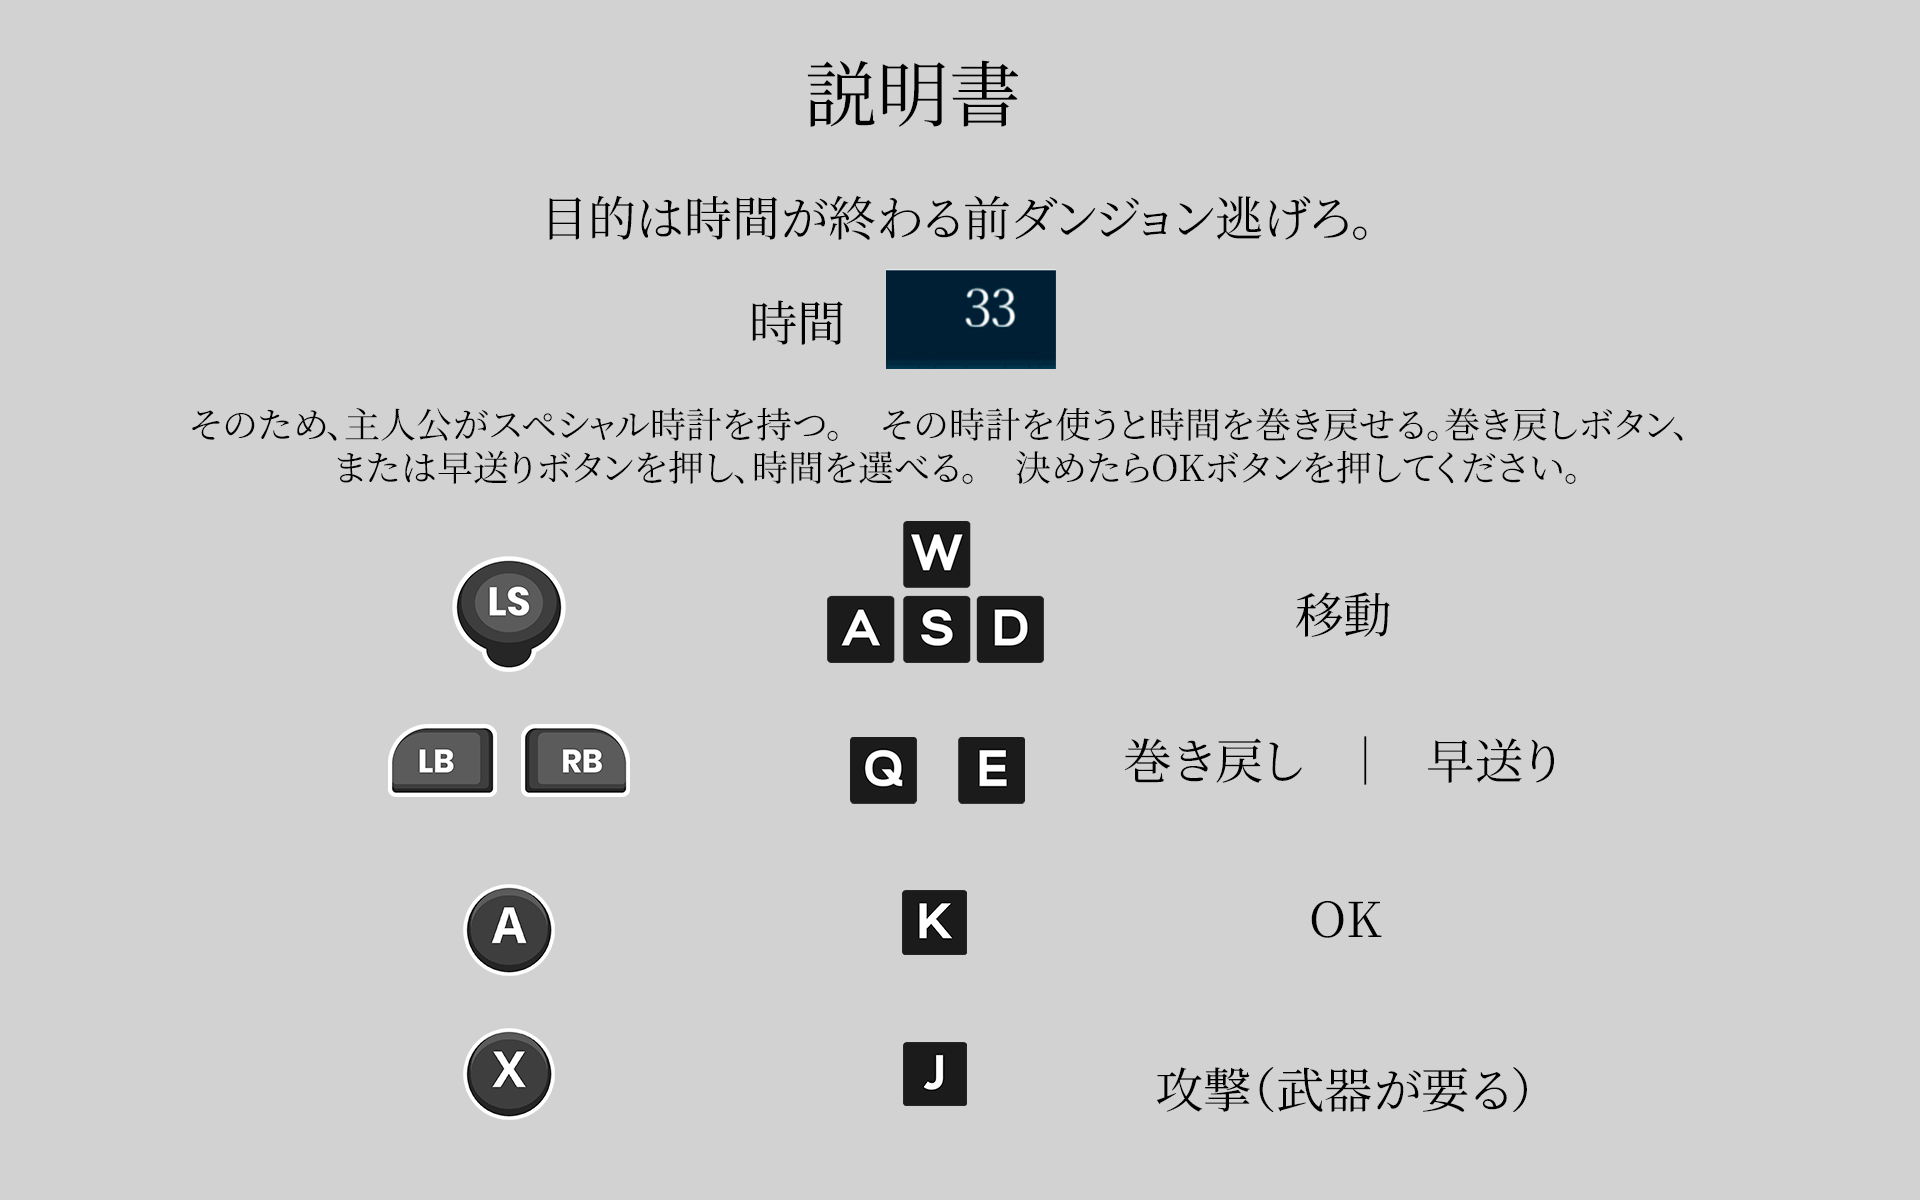 説明書
目的は時間が終わる前ダンジョン逃げろ。
時間 33
そのため、主人公がスペシャル時計を持つ。 その時計を使うと時間を巻き戻せる。巻き戻しボタン、
または早送りボタンを押し、時間を選べる。 決めたらOKボタンを押してください。
W
LS A S D 移動
LB RB Q E 巻き戻し | 早送り
A K OK
X J 攻撃（武器が要る）